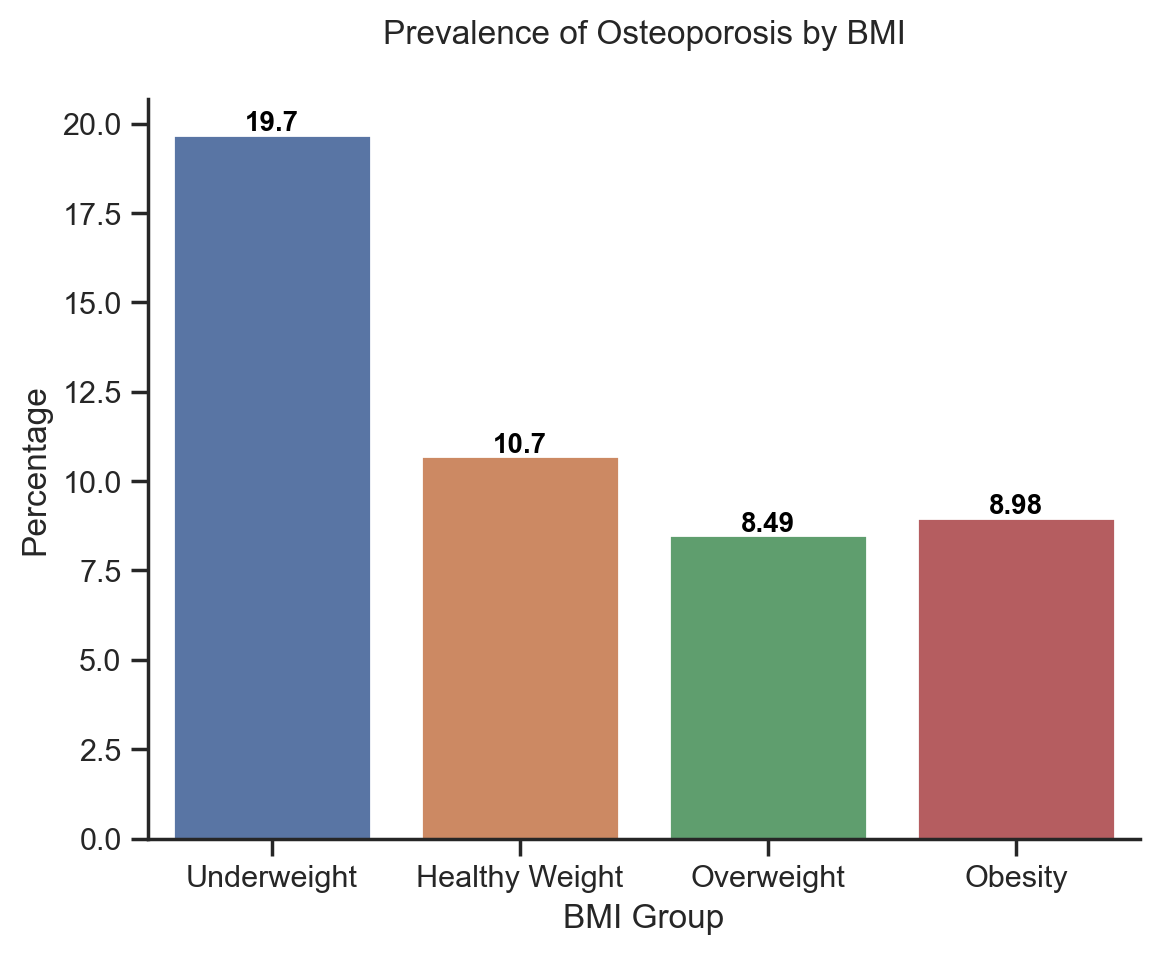 Prevalence of Osteoporosis by BMI
Percentage
20.0
17.5
15.0
12.5
10.0
7.5
5.0
2.5
0.0
19.7
10.7
8.49
8.98
Underweight
Healthy Weight
Overweight
Obesity
BMI Group